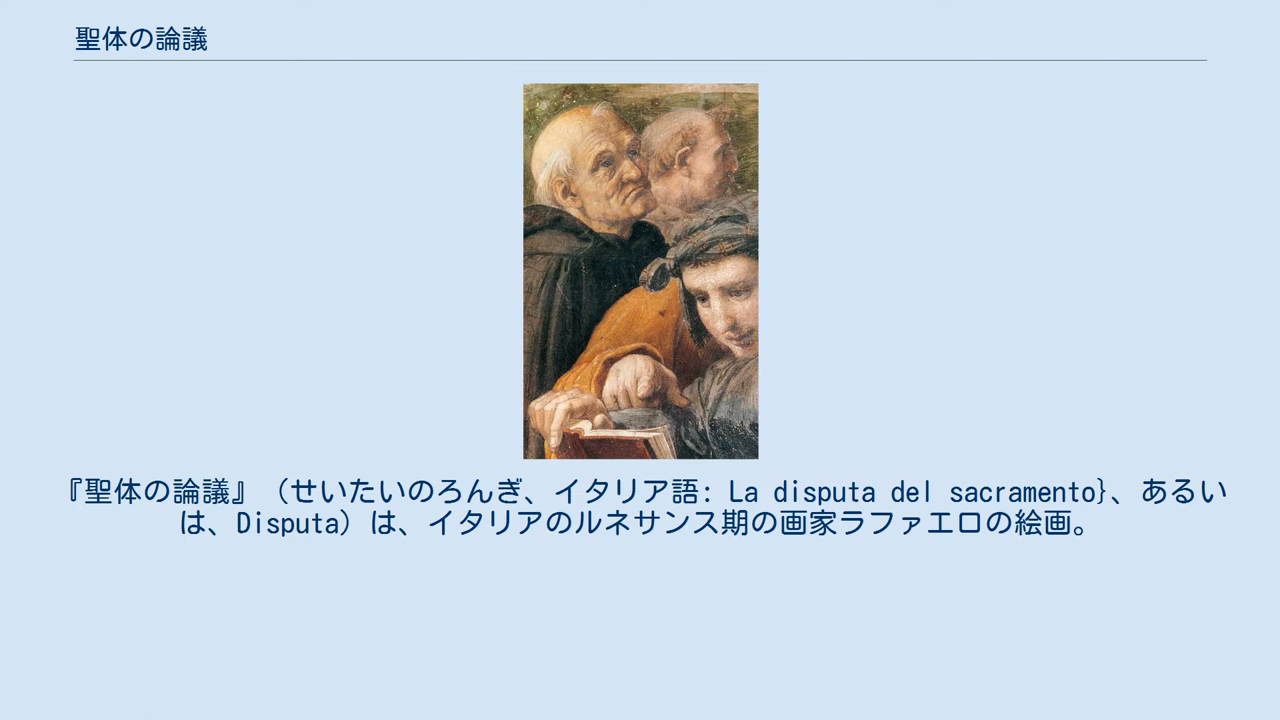 聖体の論議
『聖体の論議』（せいたいのろんぎ、イタリア語: La disputa del sacramento}、あるい
は、Disputa）は、イタリアのルネサンス期の画家ラファエロの絵画。